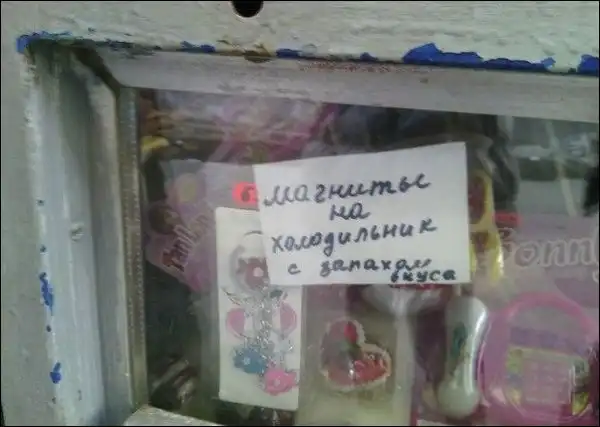 магниты
на
холодильник
с запахом
вкуса